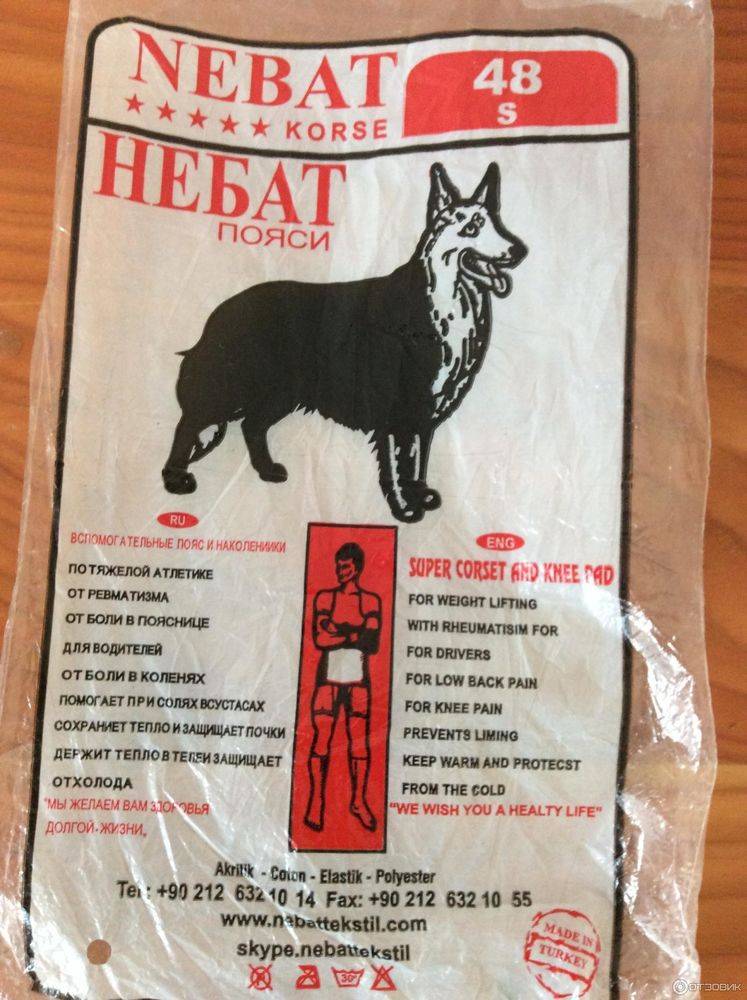 NEBAT
★★★★★ KORSE
48
S
НЕБАТ
ПОЯСИ
RU
ВСПОМОГАТЕЛЬНЫЕ ПОЯС И НАКОЛЕНИИКИ
ПО ТЯЖЕЛОЙ АТЛЕТИКЕ
ОТ РЕВМАТИЗМА
ОТ БОЛИ В ПОЯСНИЦЕ
ДЛЯ ВОДИТЕЛЕЙ
ОТ БОЛИ В КОЛЕНЯХ
ПОМОГАЕТ ПРИ СОЛЯХ ВСУСТАСАХ
СОХРАНИЕТ ТЕПЛО И ЗАЩИЩАЕТ ПОЧКИ
ДЕРЖИТ ТЕПЛО В ТЕЛЕИ ЗАЩИЩАЕТ
ОТХОЛОДА
"МЫ ЖЕЛАЕМ ВАМ ЗДОРОВЬЯ
ДОЛГОЙ-ЖИЗНИ,,
ENG
SUPER CORSET AND KNEE PAD
FOR WEIGHT LIFTING
WITH RHEUMATISIM FOR
FOR DRIVERS
FOR LOW BACK PAIN
FOR KNEE PAIN
PREVENTS LIMING
KEEP WARM AND PROTECST
FROM THE COLD
"WE WISH YOU A HEALTY LIFE"
Akrilik - Coton - Elastik - Polyester
Tel: +90 212 632 10 14 Fax: +90 212 632 10 55
www.nebattekstil.com
skype.nebattekstil
30°
MADE IN
TURKEY
ОТЗОВИК